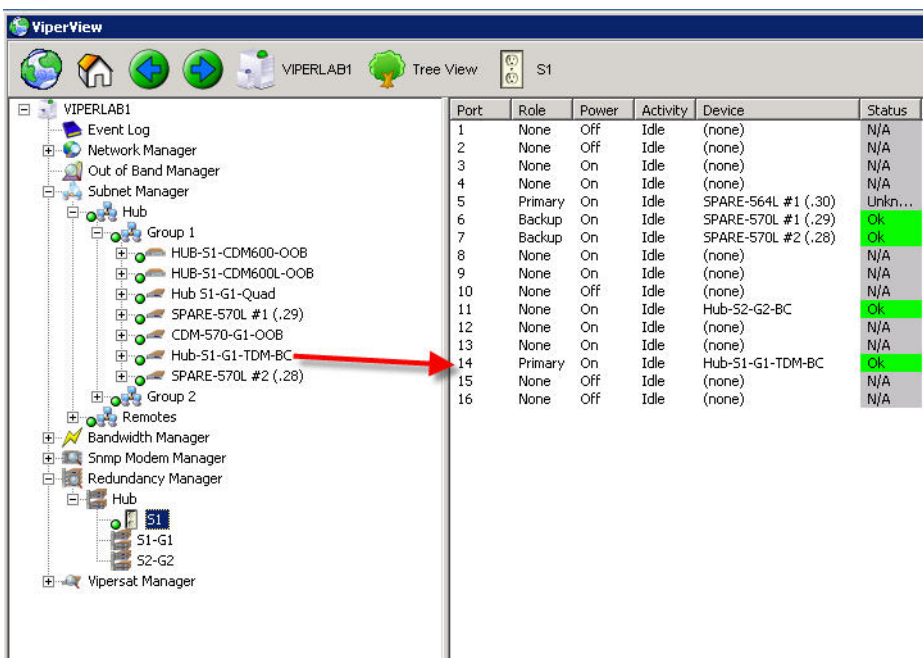 ViperView
VIPERLAB1 Tree View S1
VIPERLAB1
Event Log
Network Manager
Out of Band Manager
Subnet Manager
Hub
Group 1
HUB-S1-CDM600-OOB
HUB-S1-CDM600L-OOB
Hub S1-G1-Quad
SPARE-570L #1 (.29)
CDM-570-G1-OOB
Hub-S1-G1-TDM-BC
SPARE-570L #2 (.28)
Group 2
Remotes
Bandwidth Manager
Snmp Modem Manager
Redundancy Manager
Hub
S1
S1-G1
S2-G2
Vipersat Manager
Port Role Power Activity Device Status
1 None Off Idle (none) N/A
2 None Off Idle (none) N/A
3 None On Idle (none) N/A
4 None On Idle (none) N/A
5 Primary On Idle SPARE-564L #1 (.30) Unkn...
6 Backup On Idle SPARE-570L #1 (.29) Ok
7 Backup On Idle SPARE-570L #2 (.28) Ok
8 None On Idle (none) N/A
9 None On Idle (none) N/A
10 None Off Idle (none) N/A
11 None On Idle Hub-S2-G2-BC Ok
12 None On Idle (none) N/A
13 None On Idle (none) N/A
14 Primary On Idle Hub-S1-G1-TDM-BC Ok
15 None Off Idle (none) N/A
16 None Off Idle (none) N/A